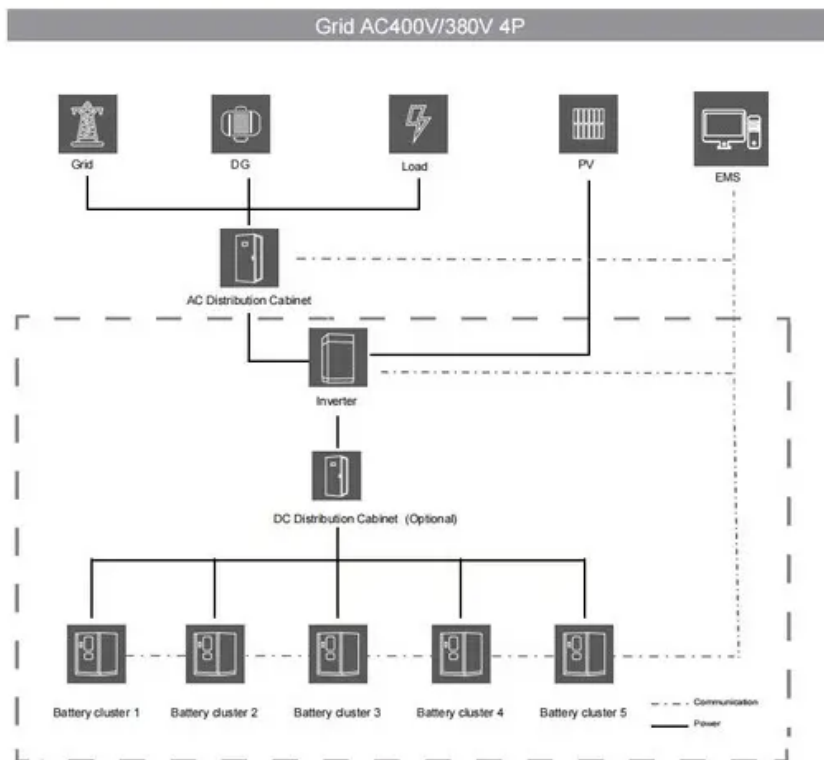 Grid AC400V/380V 4P
Grid
DG
Load
PV
EMS
AC Distribution Cabinet
Inverter
DC Distribution Cabinet (Optional)
Battery cluster 1
Battery cluster 2
Battery cluster 3
Battery cluster 4
Battery cluster 5
Communication
Power